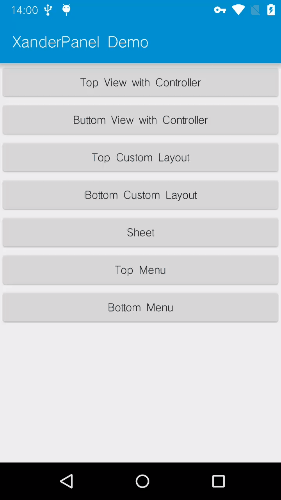 14:00
XanderPanel Demo
Top View with Controller
Buttom View with Controller
Top Custom Layout
Bottom Custom Layout
Sheet
Top Menu
Bottom Menu